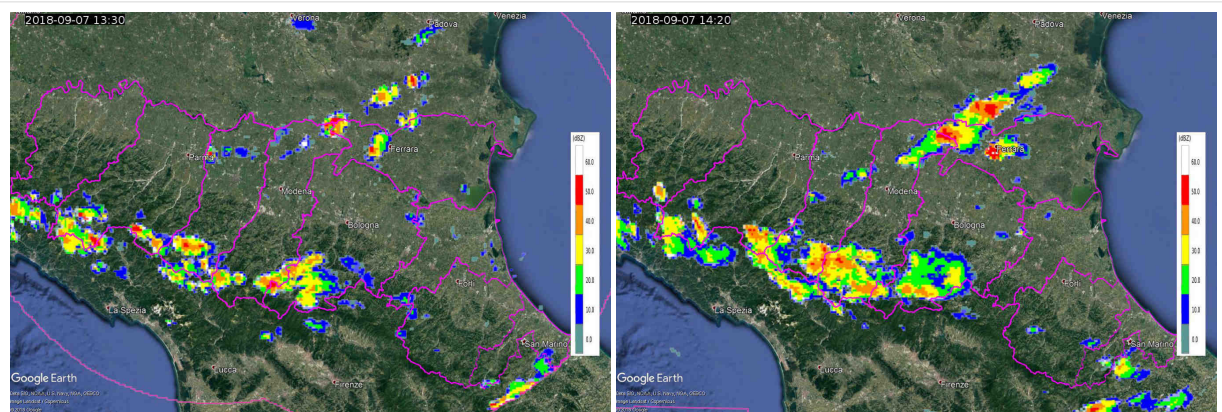 2018-09-07 13:30
Verona
Padova
Venezia
Parma
Ferrara
Modena
Bologna
Forlì
La Spezia
San Marino
Lucca
Firenze
(dBZ)
60.0
50.0
40.0
30.0
20.0
10.0
0.0
Google Earth
2018-09-07 14:20
Verona
Padova
Venezia
Parma
Ferrara
Modena
Bologna
Forlì
La Spezia
San Marino
Lucca
Firenze
(dBZ)
60.0
50.0
40.0
30.0
20.0
10.0
0.0
Google Earth